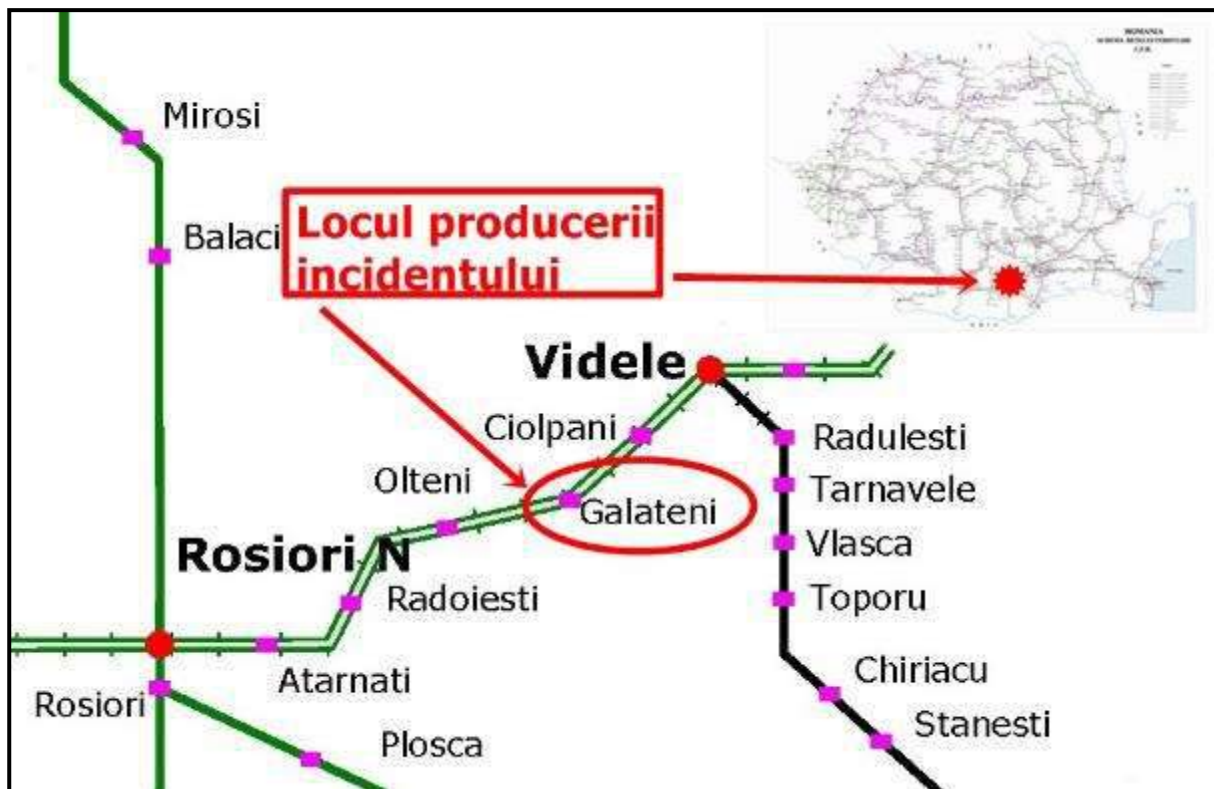 Mirosi
ROMANIA
Balaci
Locul producerii
incidentului
Videle
Ciolpani
Radulesti
Olteni
Tarnavele
Galateni
Rosiori N
Vlasca
Radoiesti
Toporu
Atarnati
Chiriacu
Rosiori
Stanesti
Plosca